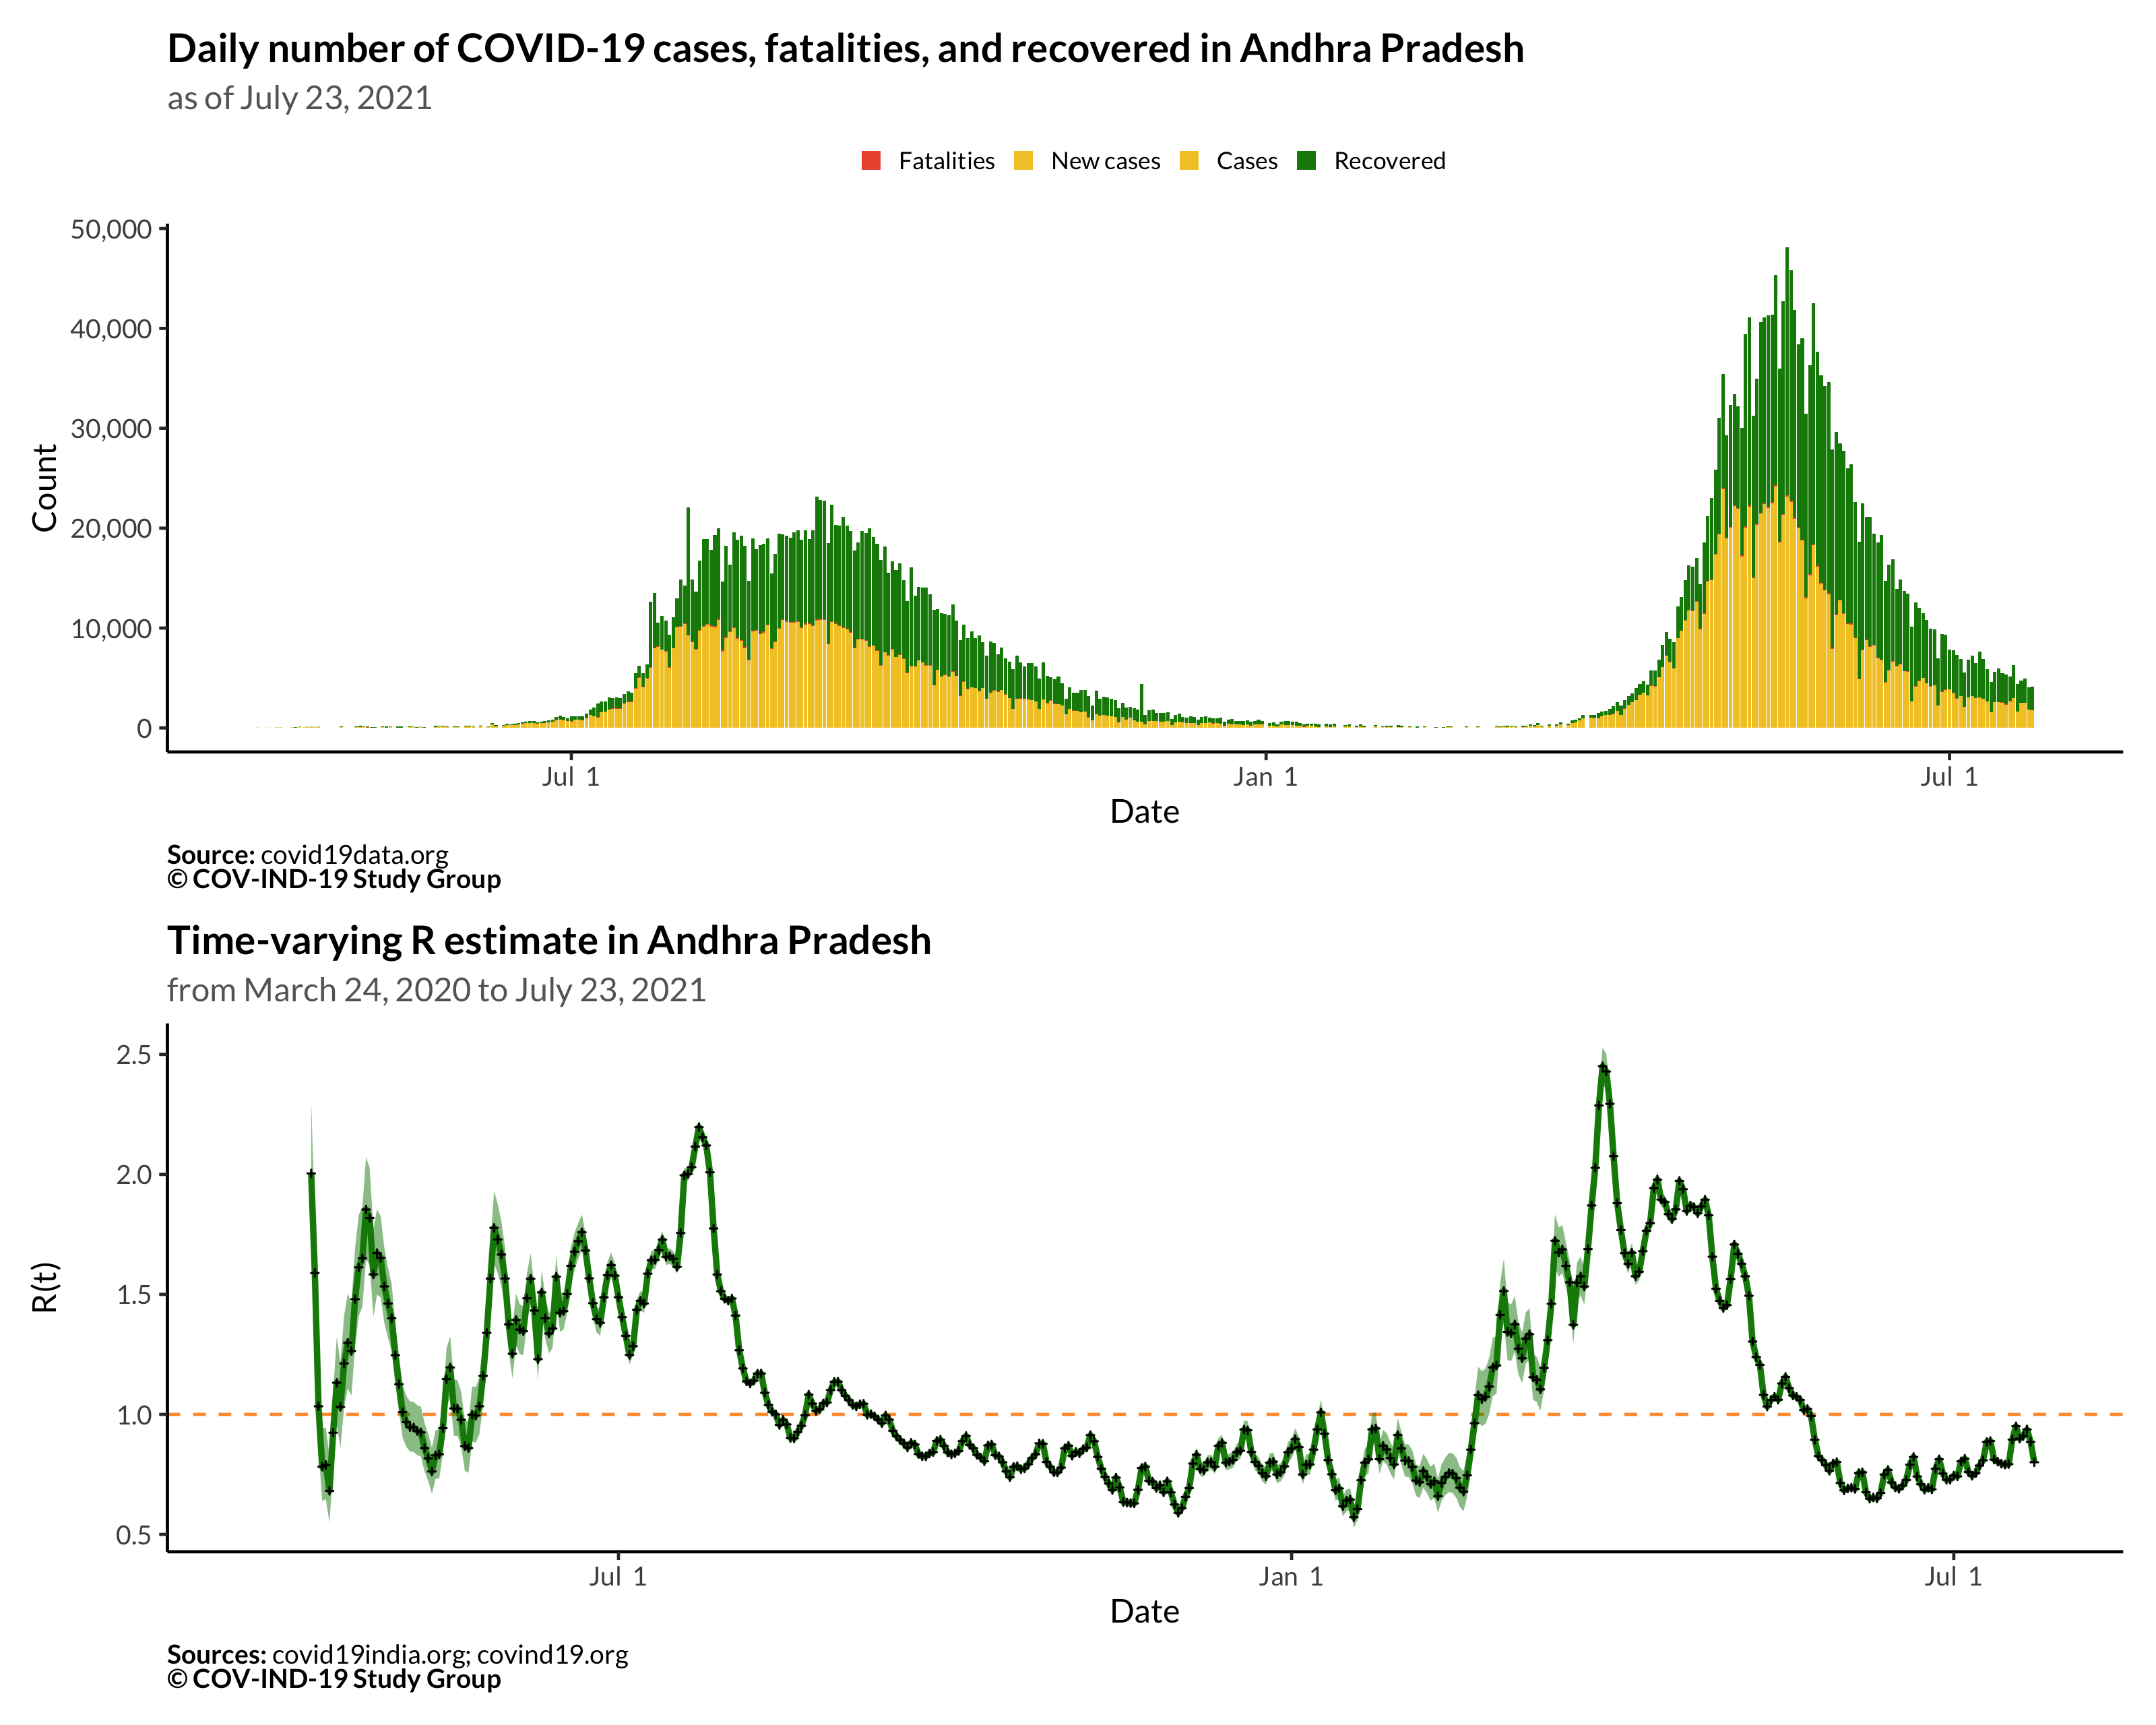 Daily number of COVID-19 cases, fatalities, and recovered in Andhra Pradesh
as of July 23, 2021
Fatalities New cases Cases Recovered
50,000
40,000
30,000
20,000
10,000
0
Count
Jul 1 Jan 1 Jul 1
Date
Source: covid19data.org
© COV-IND-19 Study Group
Time-varying R estimate in Andhra Pradesh
from March 24, 2020 to July 23, 2021
2.5
2.0
1.5
1.0
0.5
R(t)
Jul 1 Jan 1 Jul 1
Date
Sources: covid19india.org; covind19.org
© COV-IND-19 Study Group